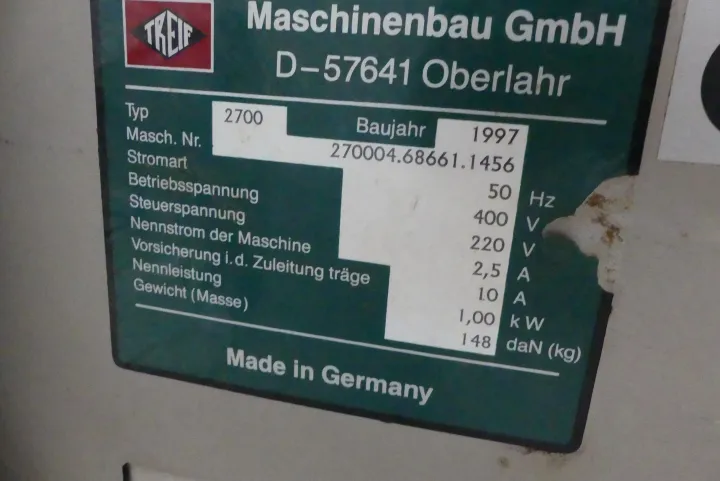 TREIF
Maschinenbau GmbH
D-57641 Oberlahr
Typ 2700 Baujahr 1997
Masch. Nr. 270004.68661.1456
Stromart 50 Hz
Betriebsspannung 400 V
Steuerspannung 220 V
Nennstrom der Maschine 2,5 A
Vorsicherung i.d. Zuleitung träge 10 A
Nennleistung 1,00 kW
Gewicht (Masse) 148 daN (kg)
Made in Germany